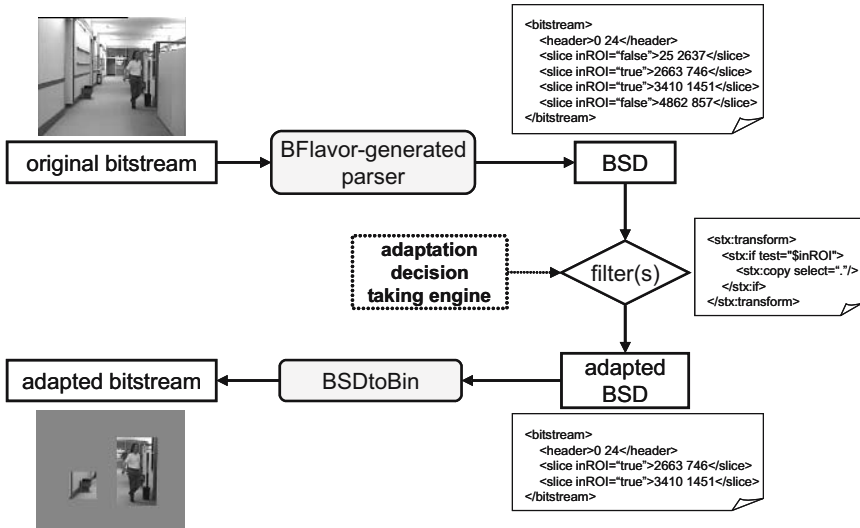 <bitstream>
<header>0 24</header>
<slice inROI=“false”>25 2637</slice>
<slice inROI=“true”>2663 746</slice>
<slice inROI=“true”>3410 1451</slice>
<slice inROI=“false”>4862 857</slice>
</bitstream>
original bitstream
BFlavor-generated
parser
BSD
adaptation
decision
taking engine
filter(s)
<stx:transform>
<stx:if test="$inROI">
<stx:copy select=“.”/>
</stx:if>
</stx:transform>
adapted bitstream
BSDtoBin
adapted
BSD
<bitstream>
<header>0 24</header>
<slice inROI=“true”>2663 746</slice>
<slice inROI=“true”>3410 1451</slice>
</bitstream>